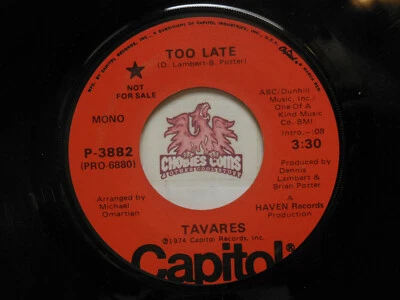 TOO LATE
(D. Lambert-B. Potter)
★
NOT
FOR SALE
MONO
P-3882
(PRO-6880)
Arranged by
Michael
Omartian
ABC/Dunhill
Music, Inc./
One Of A
Kind Music
Co. BMI
Intro.-:08
3:30
Produced by
Dennis
Lambert &
Brian Potter
A
HAVEN Records
Production
TAVARES
℗1974 Capitol Records, Inc.
Capitol